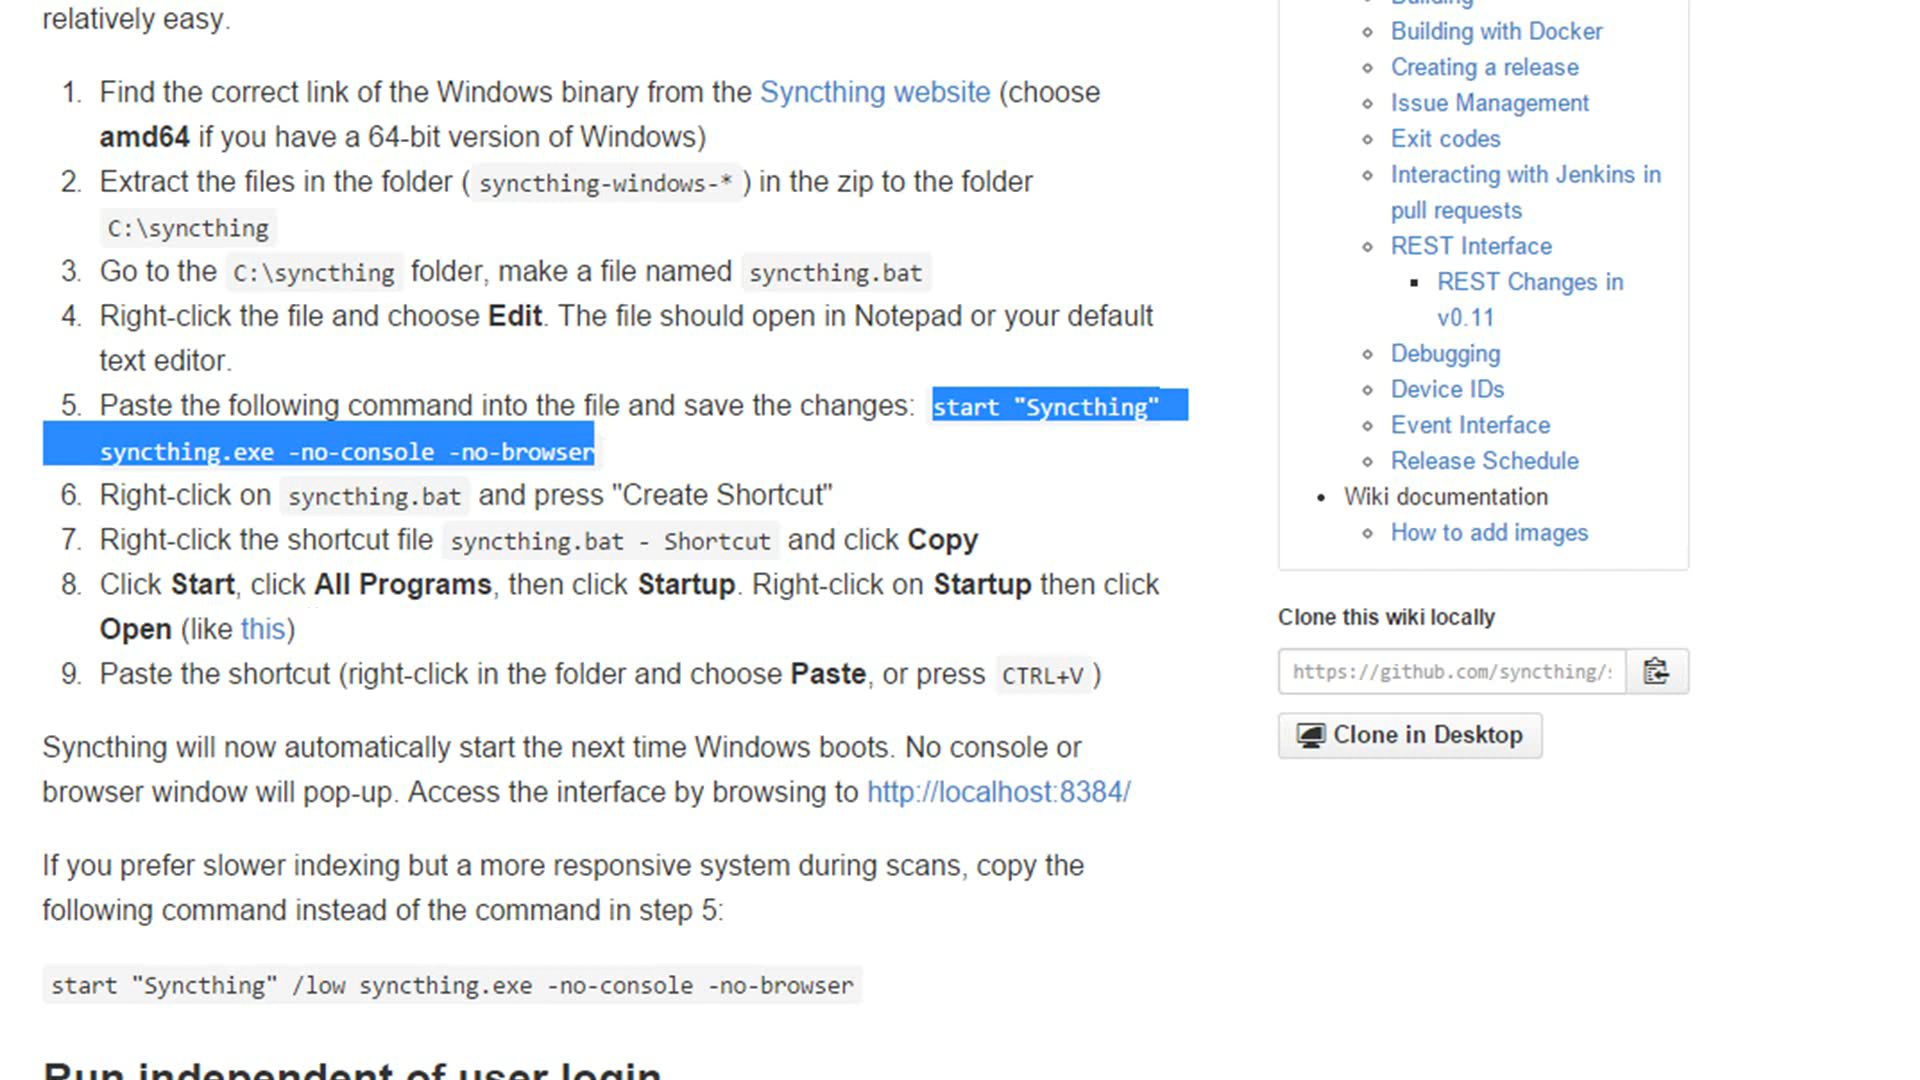 relatively easy.
1. Find the correct link of the Windows binary from the Syncthing website (choose
amd64 if you have a 64-bit version of Windows)
2. Extract the files in the folder ( syncthing-windows-* ) in the zip to the folder
C:\syncthing
3. Go to the C:\syncthing folder, make a file named syncthing.bat
4. Right-click the file and choose Edit. The file should open in Notepad or your default
text editor.
5. Paste the following command into the file and save the changes: start "Syncthing"
syncthing.exe -no-console -no-browser
6. Right-click on syncthing.bat and press "Create Shortcut"
7. Right-click the shortcut file syncthing.bat - Shortcut and click Copy
8. Click Start, click All Programs, then click Startup. Right-click on Startup then click
Open (like this)
9. Paste the shortcut (right-click in the folder and choose Paste, or press CTRL+V )
Syncthing will now automatically start the next time Windows boots. No console or
browser window will pop-up. Access the interface by browsing to http://localhost:8384/
If you prefer slower indexing but a more responsive system during scans, copy the
following command instead of the command in step 5:
start "Syncthing" /low syncthing.exe -no-console -no-browser
Run independent of user login
Building
Building with Docker
Creating a release
Issue Management
Exit codes
Interacting with Jenkins in
pull requests
REST Interface
REST Changes in
v0.11
Debugging
Device IDs
Event Interface
Release Schedule
Wiki documentation
How to add images
Clone this wiki locally
https://github.com/syncthing/
Clone in Desktop